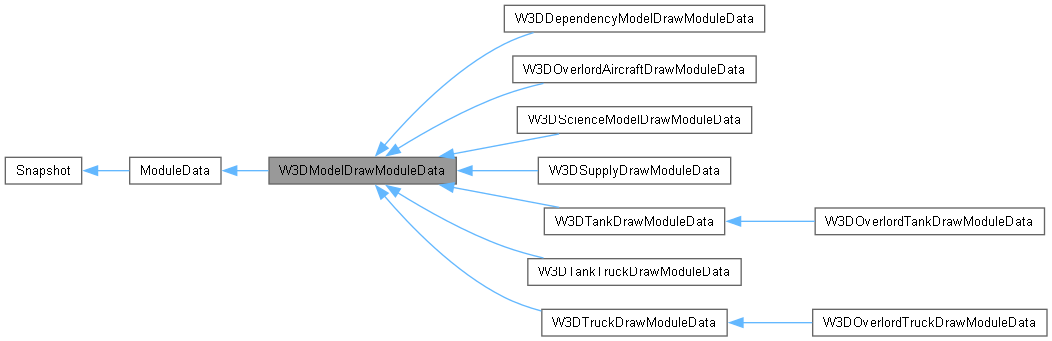 W3DDependencyModelDrawModuleData
W3DOverlordAircraftDrawModuleData
W3DScienceModelDrawModuleData
Snapshot
ModuleData
W3DModelDrawModuleData
W3DSupplyDrawModuleData
W3DTankDrawModuleData
W3DOverlordTankDrawModuleData
W3DTankTruckDrawModuleData
W3DTruckDrawModuleData
W3DOverlordTruckDrawModuleData